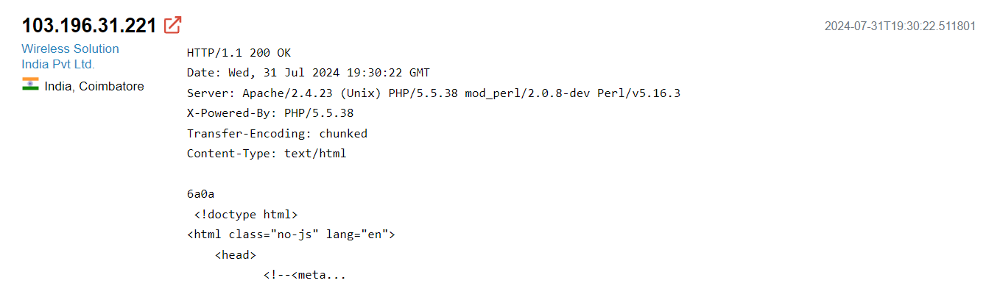 103.196.31.221
2024-07-31T19:30:22.511801
Wireless Solution
India Pvt Ltd.
India, Coimbatore
HTTP/1.1 200 OK
Date: Wed, 31 Jul 2024 19:30:22 GMT
Server: Apache/2.4.23 (Unix) PHP/5.5.38 mod_perl/2.0.8-dev Perl/v5.16.3
X-Powered-By: PHP/5.5.38
Transfer-Encoding: chunked
Content-Type: text/html
6a0a
<!doctype html>
<html class="no-js" lang="en">
<head>
<!--<meta...